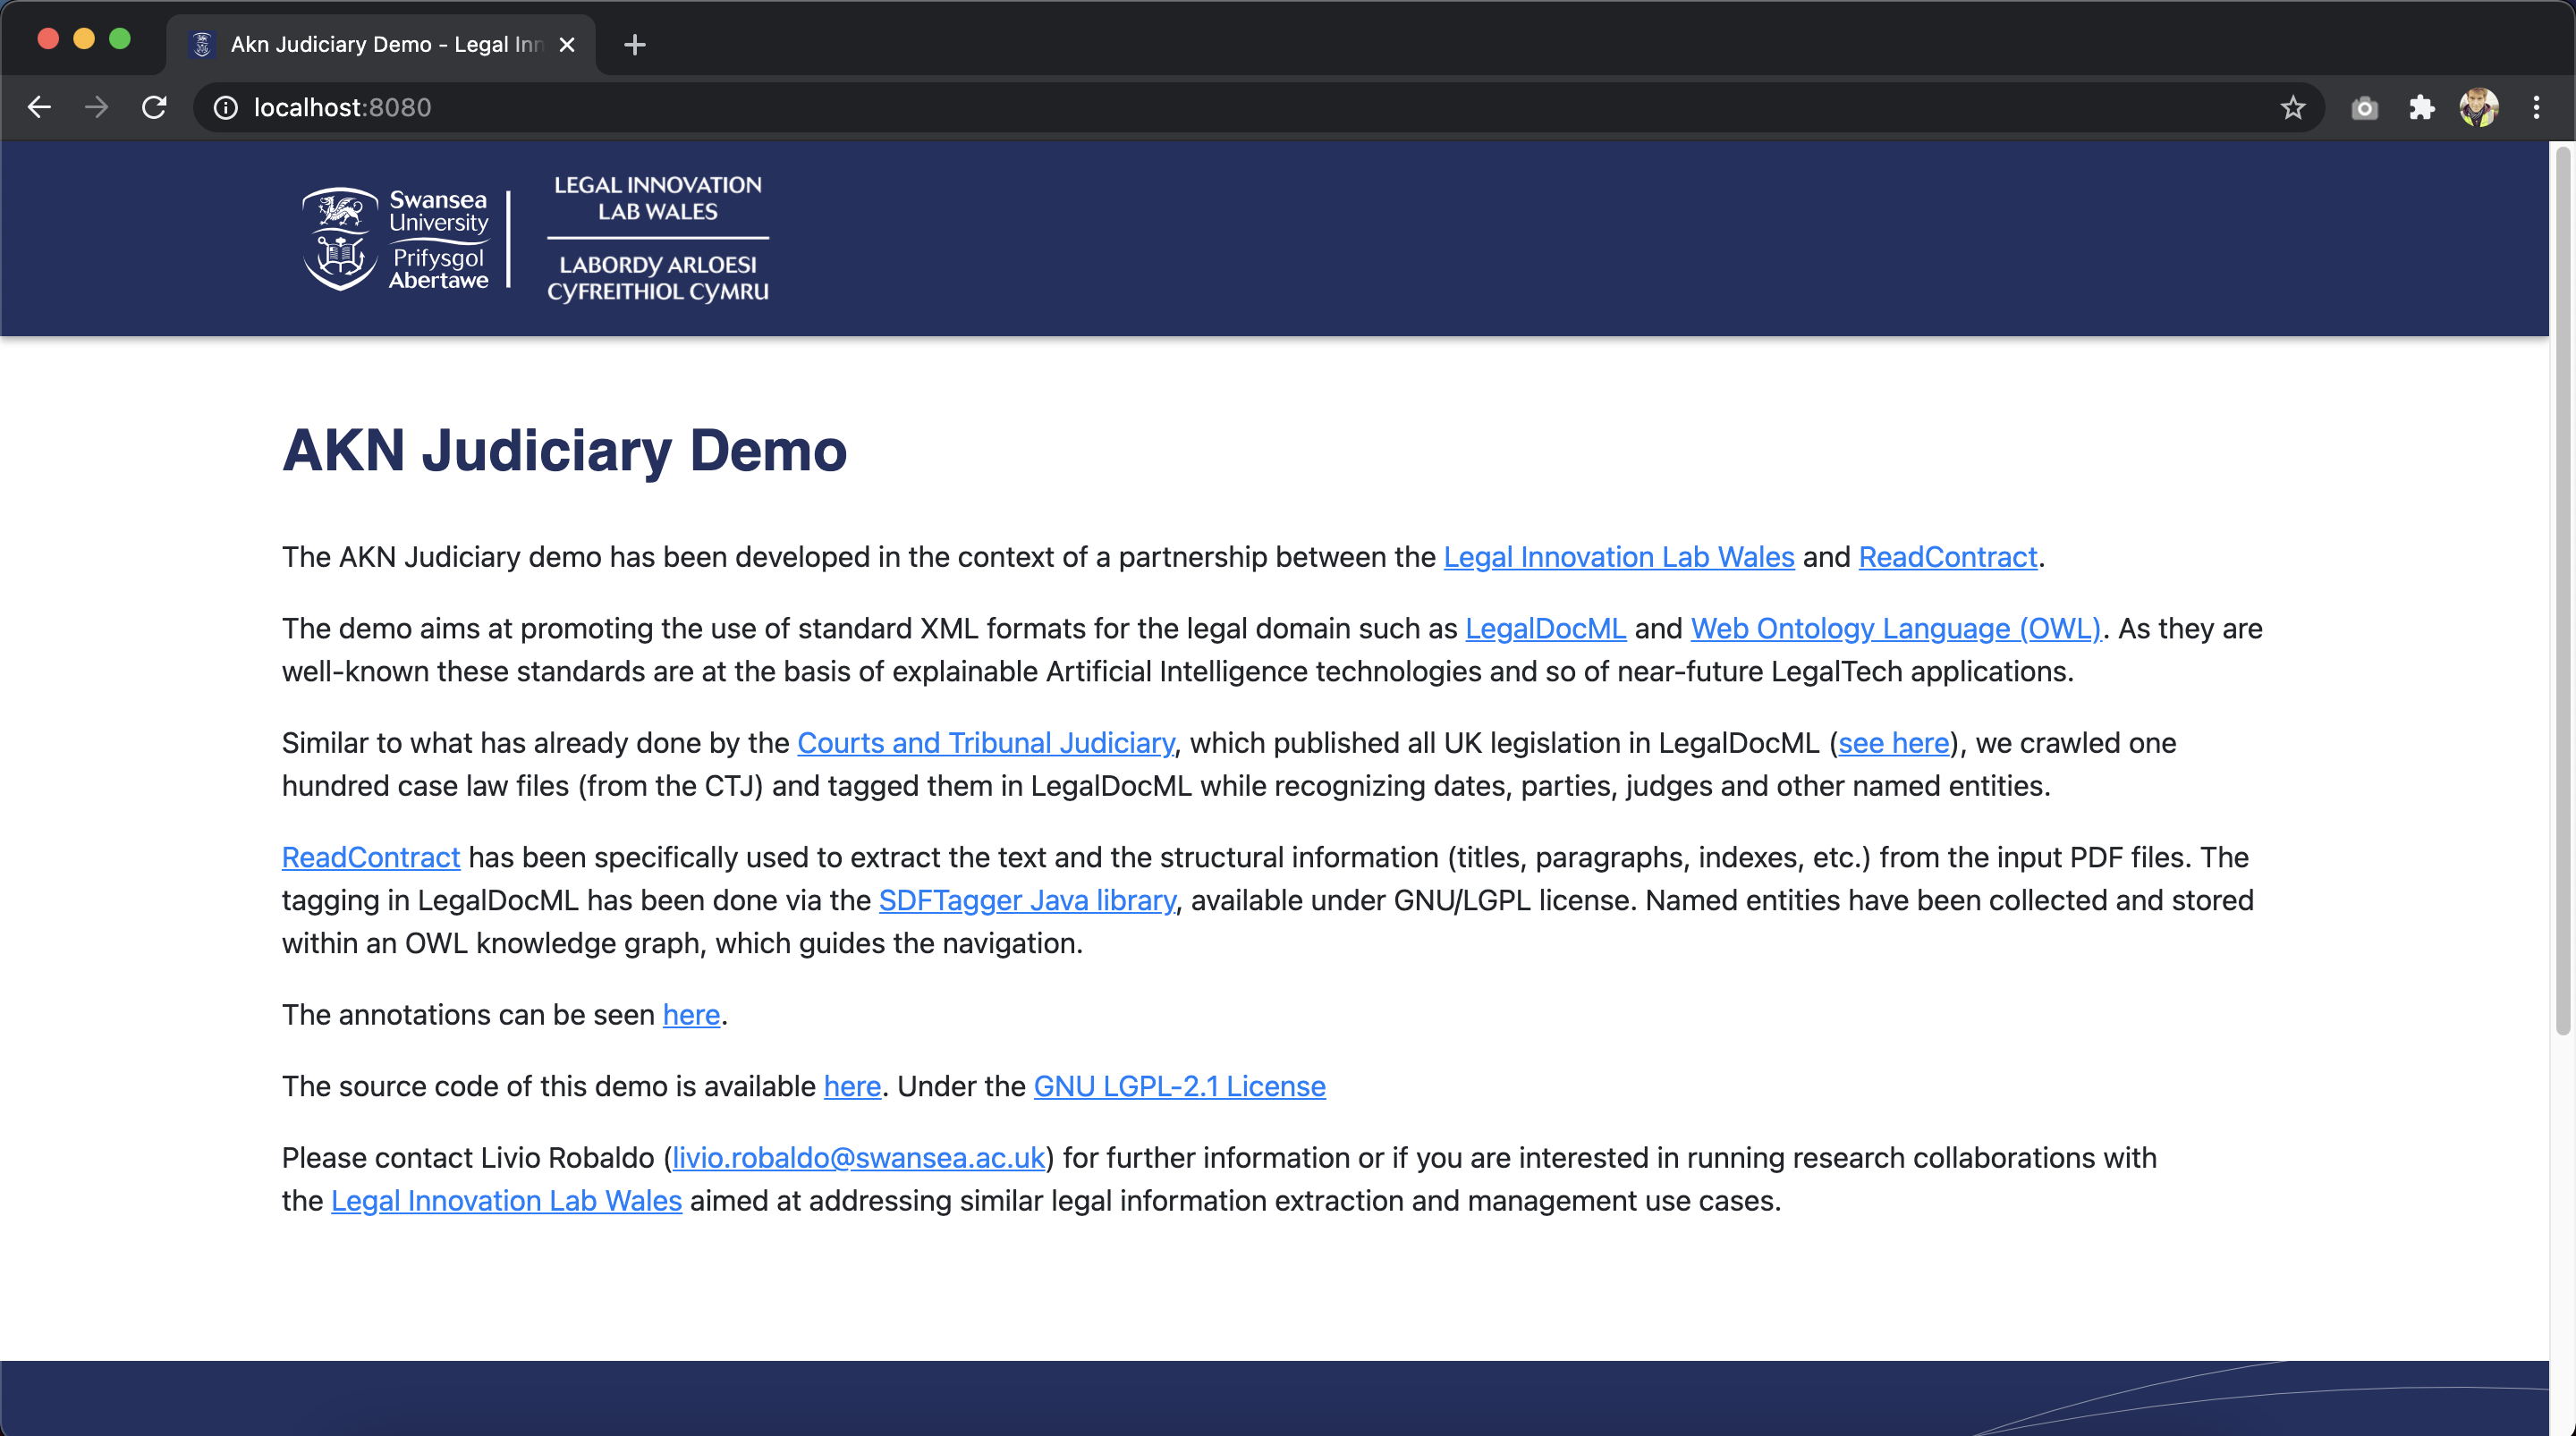 Akn Judiciary Demo - Legal Inn
localhost:8080
Swansea
University
Prifysgol
Abertawe
LEGAL INNOVATION
LAB WALES
LABORDY ARLOESI
CYFREITHIOL CYMRU
AKN Judiciary Demo
The AKN Judiciary demo has been developed in the context of a partnership between the Legal Innovation Lab Wales and ReadContract.
The demo aims at promoting the use of standard XML formats for the legal domain such as LegalDocML and Web Ontology Language (OWL). As they are
well-known these standards are at the basis of explainable Artificial Intelligence technologies and so of near-future LegalTech applications.
Similar to what has already done by the Courts and Tribunal Judiciary, which published all UK legislation in LegalDocML (see here), we crawled one
hundred case law files (from the CTJ) and tagged them in LegalDocML while recognizing dates, parties, judges and other named entities.
ReadContract has been specifically used to extract the text and the structural information (titles, paragraphs, indexes, etc.) from the input PDF files. The
tagging in LegalDocML has been done via the SDFTagger Java library, available under GNU/LGPL license. Named entities have been collected and stored
within an OWL knowledge graph, which guides the navigation.
The annotations can be seen here.
The source code of this demo is available here. Under the GNU LGPL-2.1 License
Please contact Livio Robaldo (livio.robaldo@swansea.ac.uk) for further information or if you are interested in running research collaborations with
the Legal Innovation Lab Wales aimed at addressing similar legal information extraction and management use cases.